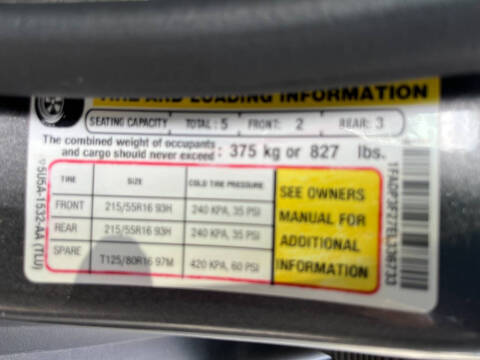 TIRE AND LOADING INFORMATION
SEATING CAPACITY TOTAL: 5 FRONT: 2 REAR: 3
The combined weight of occupants
and cargo should never exceed: 375 kg or 827 lbs.
TIRE SIZE COLD TIRE PRESSURE
FRONT 215/55R16 93H 240 KPA, 35 PSI
REAR 215/55R16 93H 240 KPA, 35 PSI
SPARE T125/80R16 97M 420 KPA, 60 PSI
SEE OWNERS
MANUAL FOR
ADDITIONAL
INFORMATION